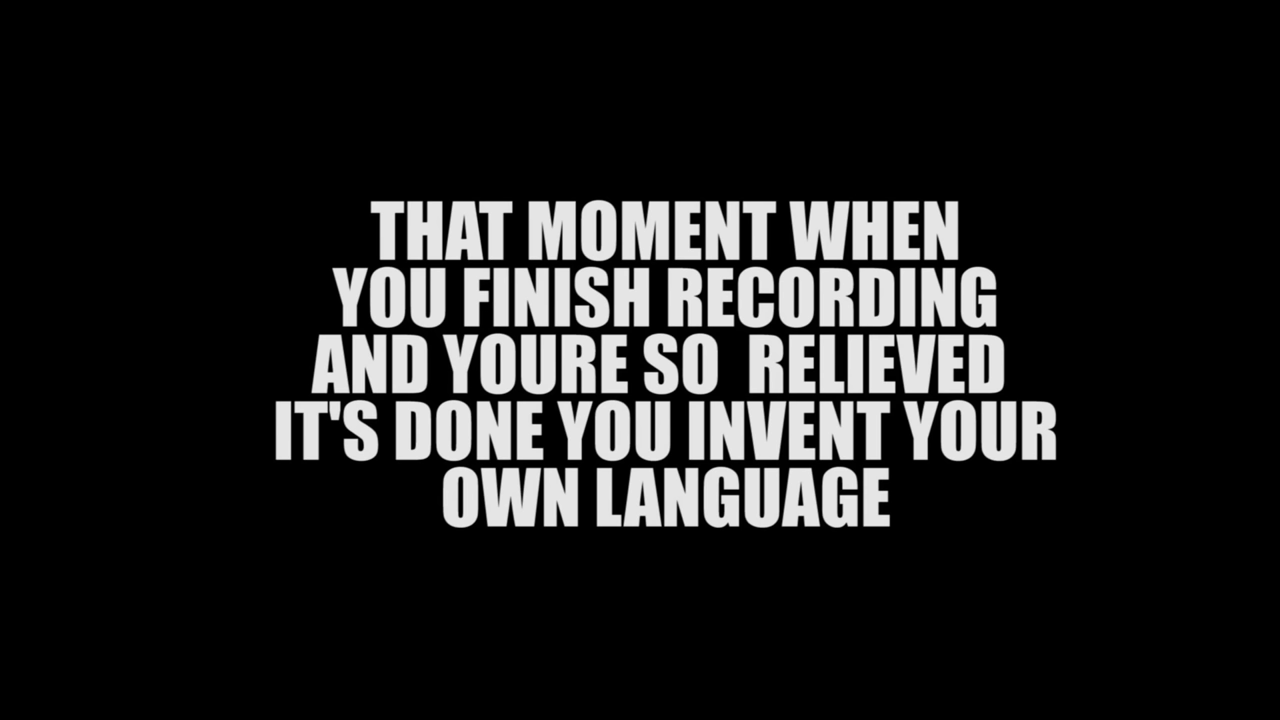 THAT MOMENT WHEN
YOU FINISH RECORDING
AND YOURE SO  RELIEVED
IT'S DONE YOU INVENT YOUR
OWN LANGUAGE